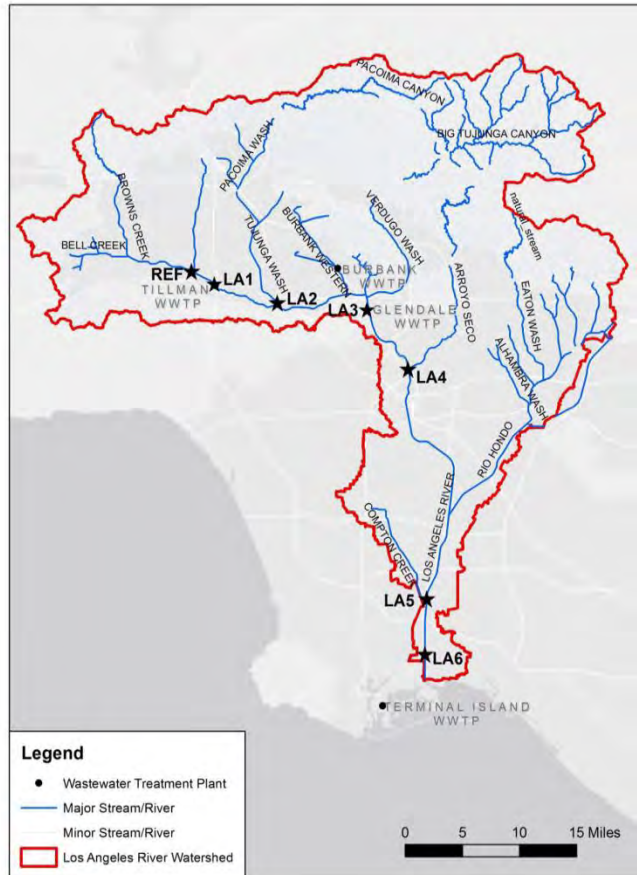 PACOIMA CANYON
BIG TUJUNGA CANYON
PACOIMA WASH
BROWNS CREEK
natural_stream
VERDUGO WASH
BURBANK WESTERN
TUJUNGA WASH
BELL CREEK
REF
LA1
TILLMAN
WWTP
BURBANK
WWTP
LA2
LA3
GLENDALE
WWTP
ARROYO SECO
EATON WASH
ALHAMBRA WASH
LA4
RIO HONDO
LOS ANGELES RIVER
COMPTON CREEK
LA5
LA6
TERMINAL ISLAND
WWTP
Legend
Wastewater Treatment Plant
Major Stream/River
Minor Stream/River
Los Angeles River Watershed
0 5 10 15 Miles